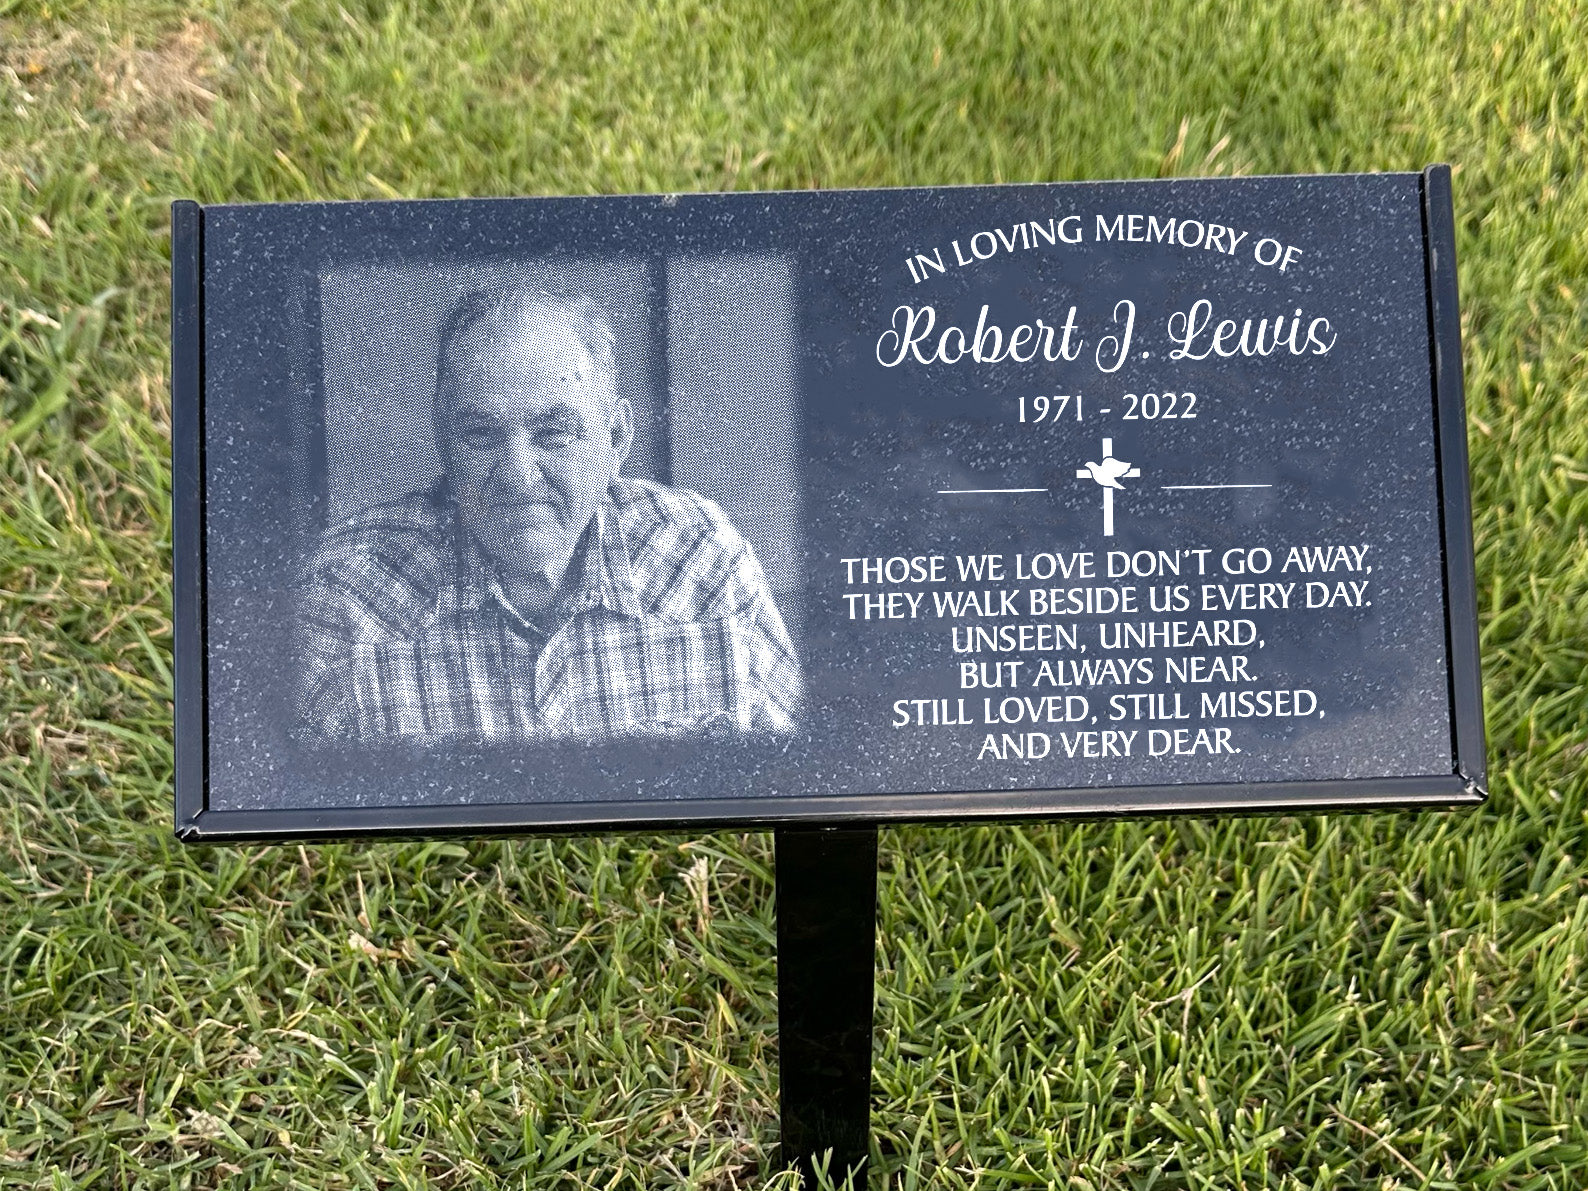 IN LOVING MEMORY OF
Robert J. Lewis
1971 - 2022
THOSE WE LOVE DON'T GO AWAY,
THEY WALK BESIDE US EVERY DAY.
UNSEEN, UNHEARD,
BUT ALWAYS NEAR.
STILL LOVED, STILL MISSED,
AND VERY DEAR.